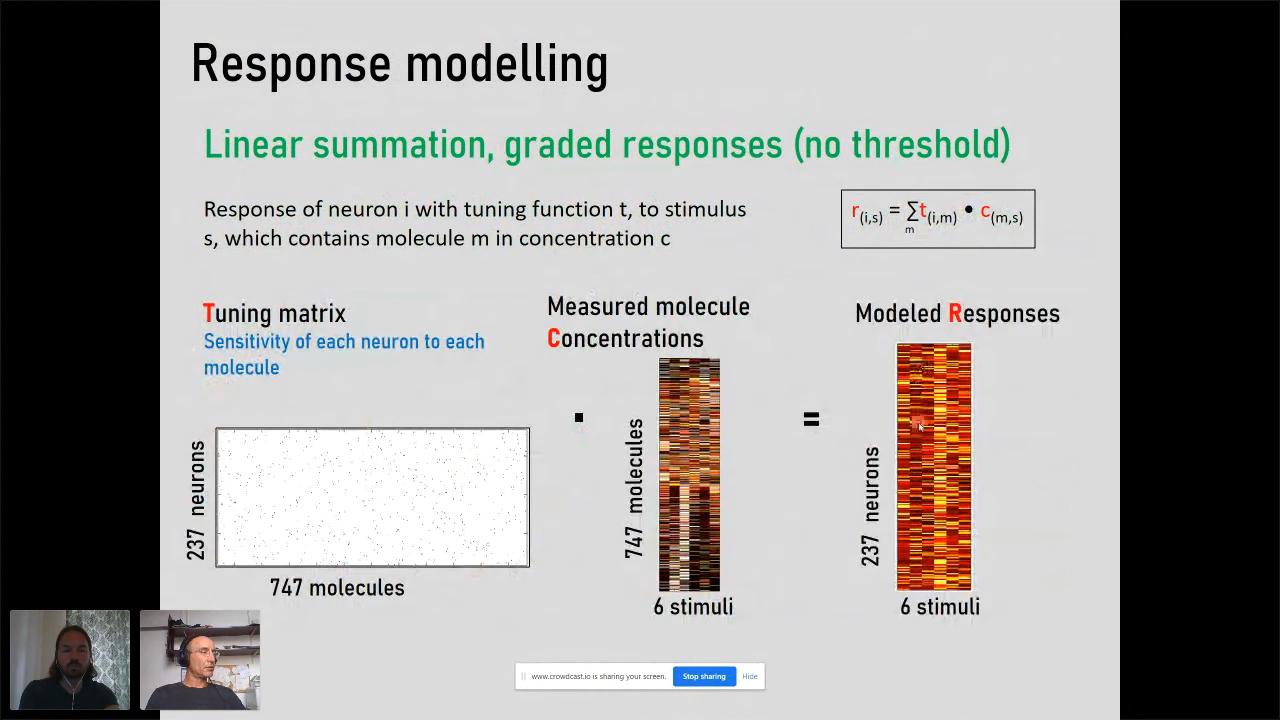 Response modelling
Linear summation, graded responses (no threshold)
Response of neuron i with tuning function t, to stimulus
s, which contains molecule m in concentration c
r(i,s) = ∑t(i,m) • c(m,s)
m
Tuning matrix
Sensitivity of each neuron to each
molecule
237 neurons
747 molecules
Measured molecule
Concentrations
747 molecules
6 stimuli
=
Modeled Responses
237 neurons
6 stimuli
www.crowdcast.io is sharing your screen.
Stop sharing
Hide